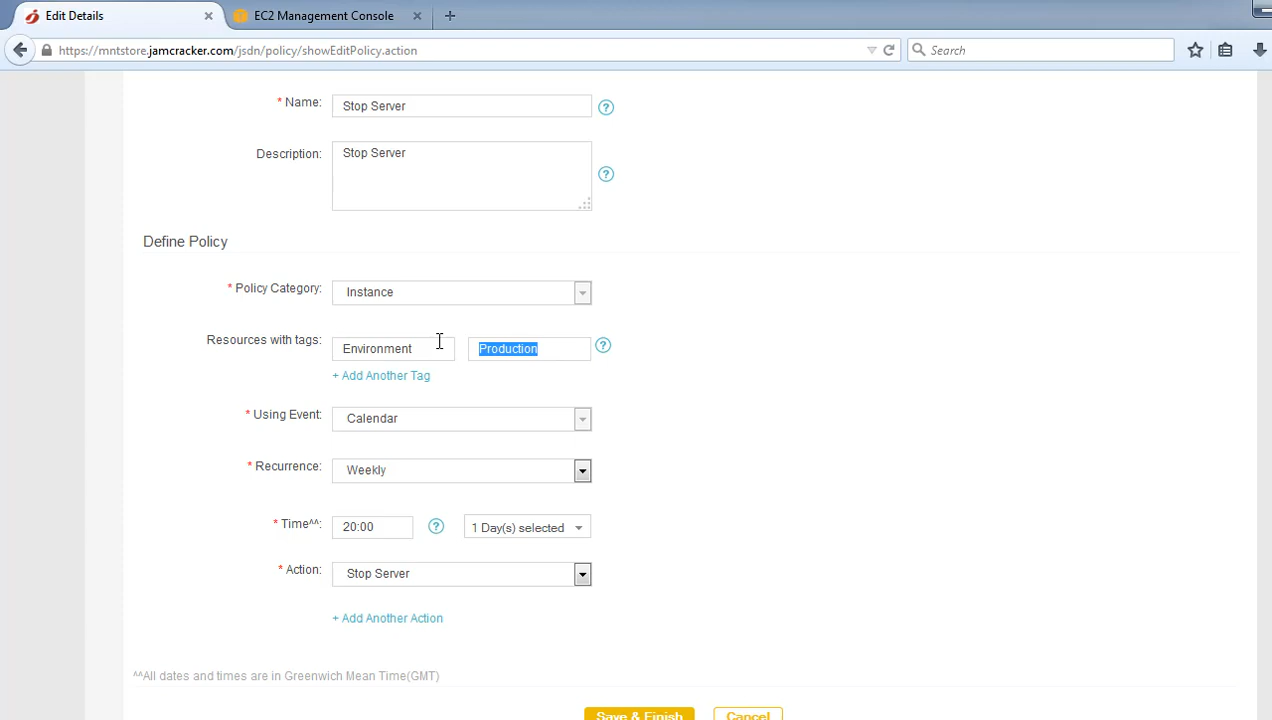 Edit Details
EC2 Management Console
https://mntstore.jamcracker.com/jsdn/policy/showEditPolicy.action
Search
* Name: Stop Server ?
Description: Stop Server ?
Define Policy
* Policy Category: Instance
Resources with tags: Environment Production ?
+ Add Another Tag
* Using Event: Calendar
* Recurrence: Weekly
* Time^^: 20:00 ? 1 Day(s) selected
* Action: Stop Server
+ Add Another Action
^^All dates and times are in Greenwich Mean Time(GMT)
Save & Finish Cancel